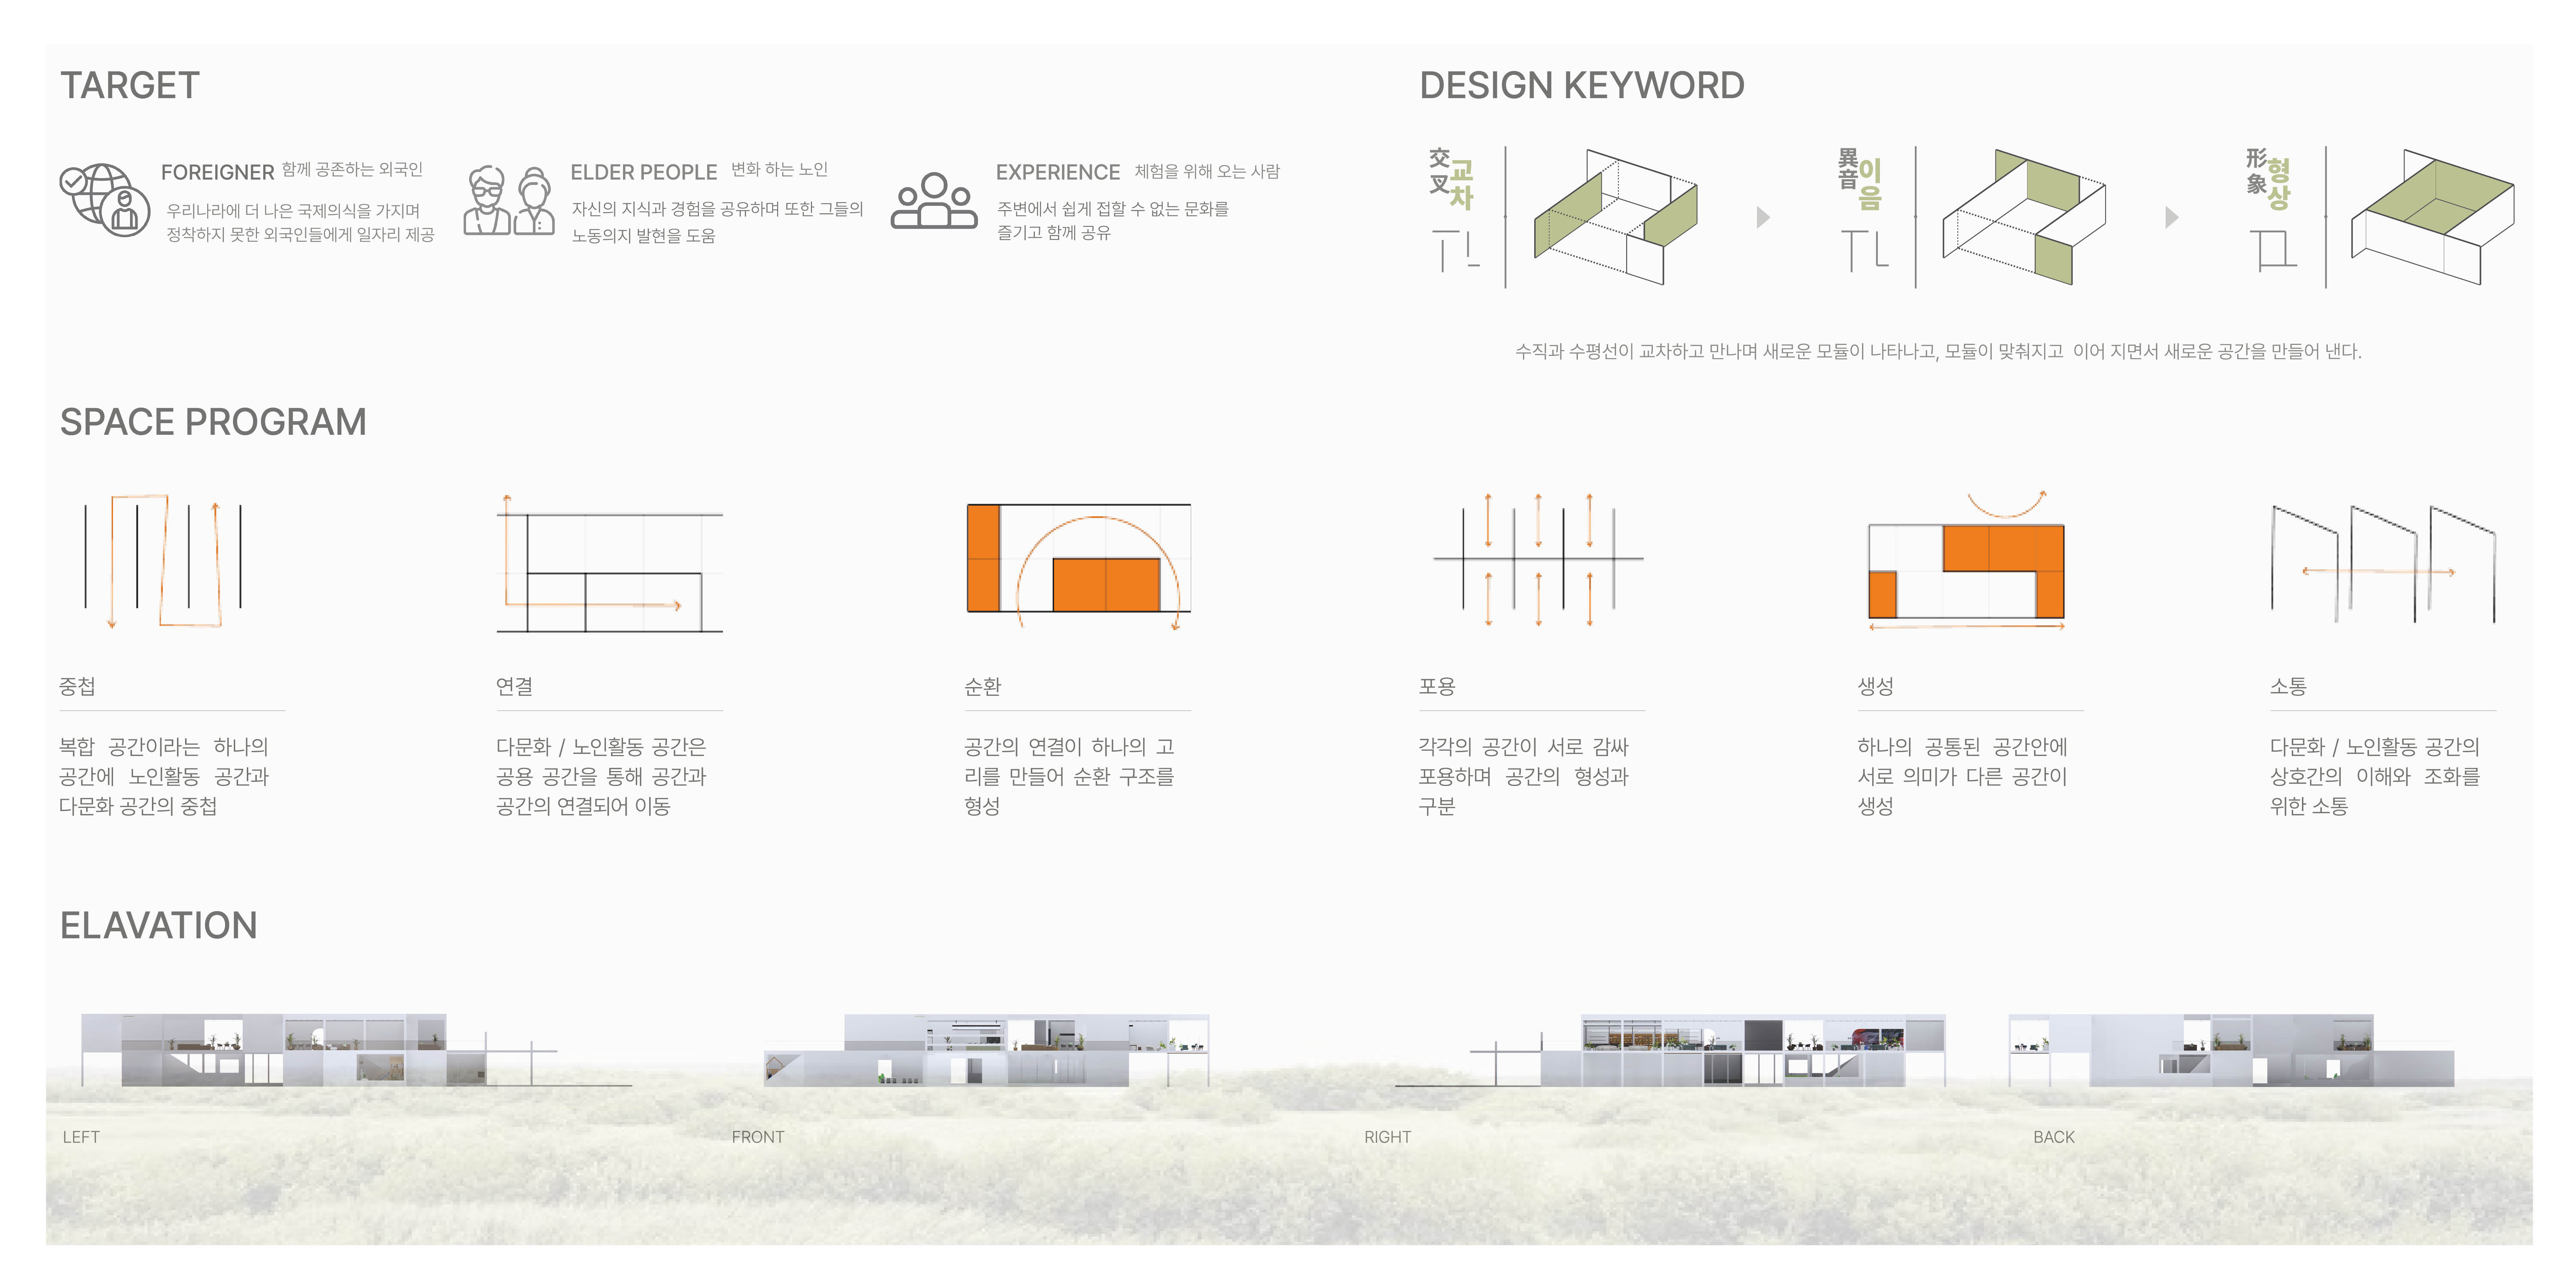 TARGET
FOREIGNER 함께 공존하는 외국인
우리나라에 더 나은 국제의식을 가지며
정착하지 못한 외국인들에게 일자리 제공
ELDER PEOPLE 변화 하는 노인
자신의 지식과 경험을 공유하며 또한 그들의
노동의지 발현을 도움
EXPERIENCE 체험을 위해 오는 사람
주변에서 쉽게 접할 수 없는 문화를
즐기고 함께 공유
DESIGN KEYWORD
交叉 교차
異音 이음
形象 형상
수직과 수평선이 교차하고 만나며 새로운 모듈이 나타나고, 모듈이 맞춰지고 이어 지면서 새로운 공간을 만들어 낸다.
SPACE PROGRAM
중첩
복합 공간이라는 하나의
공간에 노인활동 공간과
다문화 공간의 중첩
연결
다문화 / 노인활동 공간은
공용 공간을 통해 공간과
공간의 연결되어 이동
순환
공간의 연결이 하나의 고
리를 만들어 순환 구조를
형성
포용
각각의 공간이 서로 감싸
포용하며 공간의 형성과
구분
생성
하나의 공통된 공간안에
서로 의미가 다른 공간이
생성
소통
다문화 / 노인활동 공간의
상호간의 이해와 조화를
위한 소통
ELAVATION
LEFT
FRONT
RIGHT
BACK